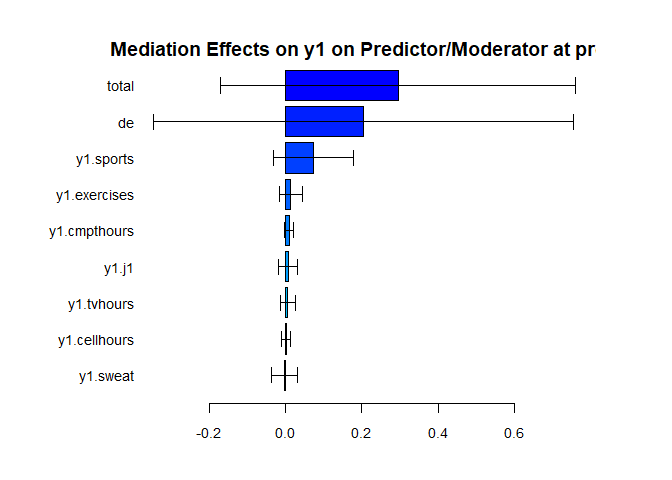 Mediation Effects on y1 on Predictor/Moderator at pr
total
de
y1.sports
y1.exercises
y1.cmpthours
y1.j1
y1.tvhours
y1.cellhours
y1.sweat
-0.2 0.0 0.2 0.4 0.6